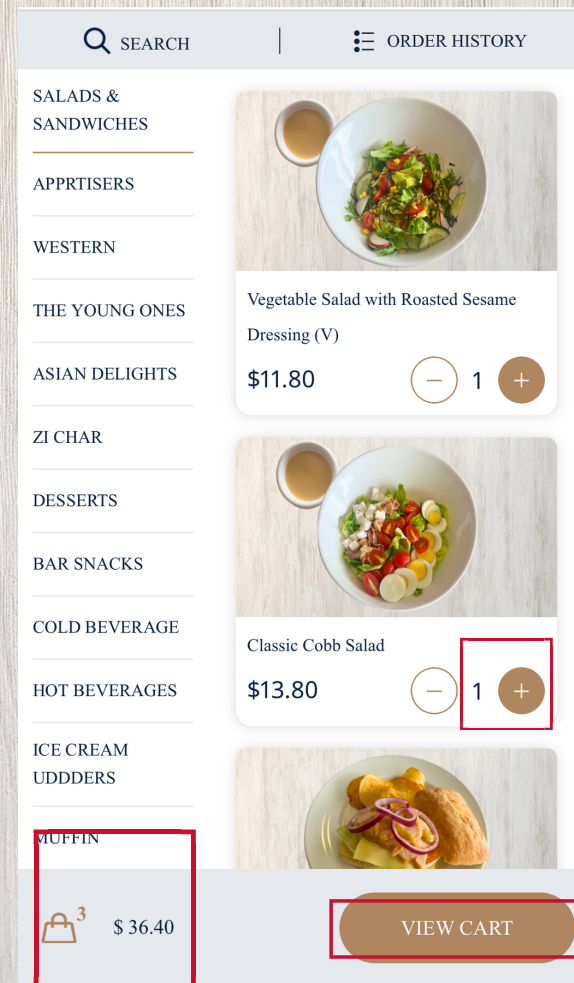 SEARCH | ORDER HISTORY
SALADS &
SANDWICHES
APPRTISERS
WESTERN
THE YOUNG ONES
ASIAN DELIGHTS
ZI CHAR
DESSERTS
BAR SNACKS
COLD BEVERAGE
HOT BEVERAGES
ICE CREAM
UDDDERS
MUFFIN
Vegetable Salad with Roasted Sesame
Dressing (V)
$11.80 − 1 +
Classic Cobb Salad
$13.80 − 1 +
3
$ 36.40
VIEW CART